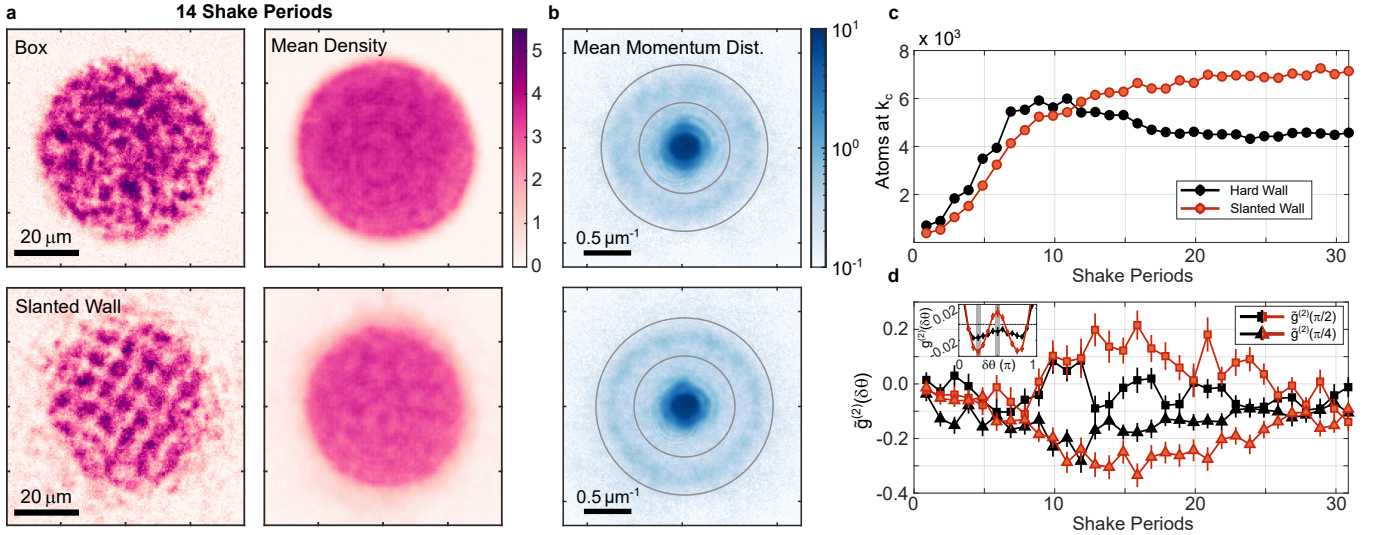 a
14 Shake Periods
Box
20 μm
Mean Density
5
4
3
2
1
0
Slanted Wall
20 μm
b
Mean Momentum Dist.
0.5 μm⁻¹
10¹
10⁰
10⁻¹
0.5 μm⁻¹
c
x 10³
8
6
4
2
Atoms at k_c
Hard Wall
Slanted Wall
0 10 20 30
Shake Periods
d
0.2
0.0
-0.2
-0.4
g̃⁽²⁾(δθ)
0.02
-0.02
g⁽²⁾(δθ)
0 δθ (π) 1
g̃⁽²⁾(π/2)
g̃⁽²⁾(π/4)
0 10 20 30
Shake Periods